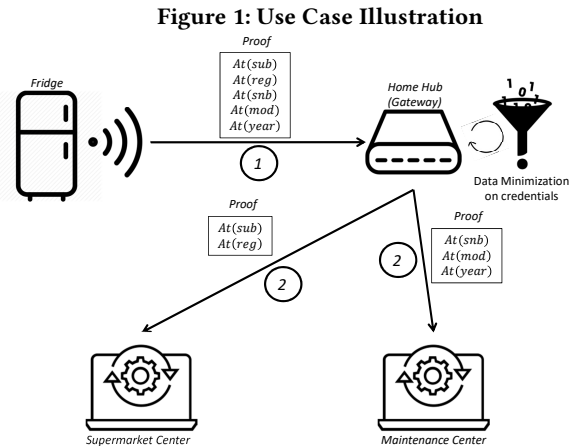 Figure 1: Use Case Illustration
Proof
Fridge
At(sub)
At(reg)
At(snb)
At(mod)
At(year)
Home Hub
(Gateway)
1
Data Minimization
on credentials
Proof
At(sub)
At(reg)
2
Proof
At(snb)
At(mod)
At(year)
2
Supermarket Center
Maintenance Center